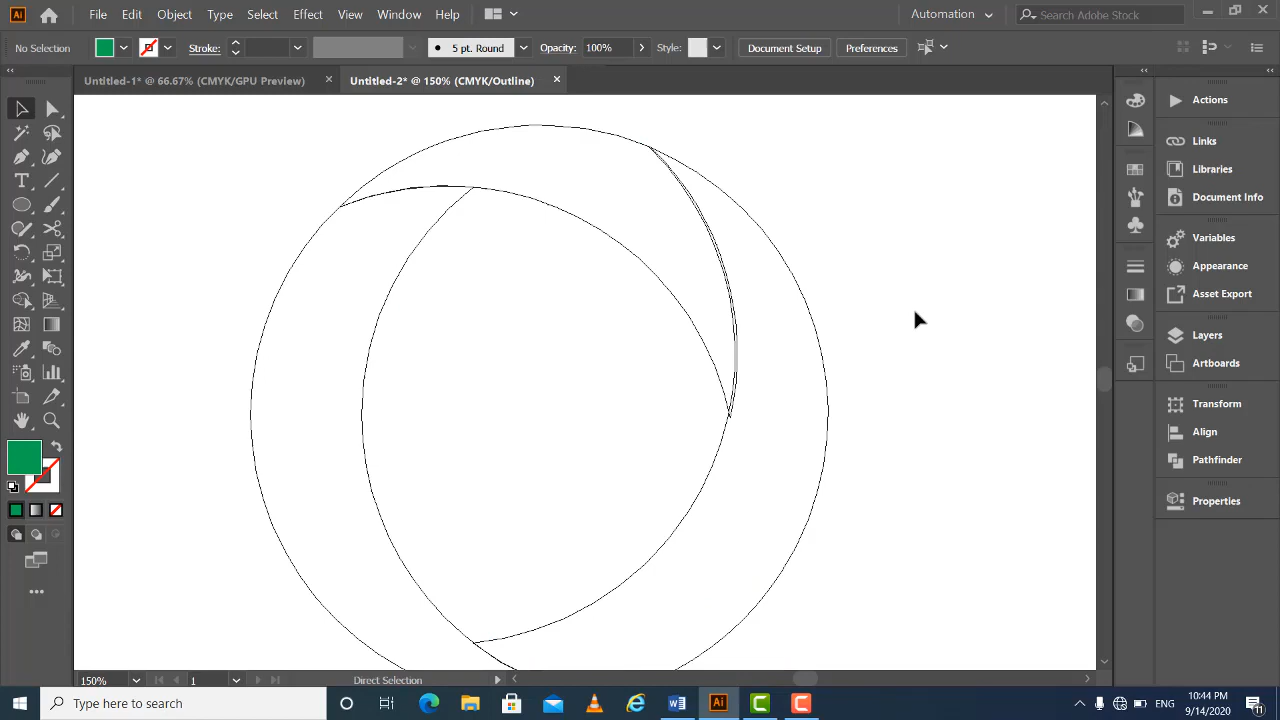 Ai
File Edit Object Type Select Effect View Window Help
Automation
Search Adobe Stock
No Selection
Stroke:
5 pt. Round
Opacity: 100%
Style:
Document Setup
Preferences
Untitled-1* @ 66.67% (CMYK/GPU Preview)
Untitled-2* @ 150% (CMYK/Outline)
Actions
Links
Libraries
Document Info
Variables
Appearance
Asset Export
Layers
Artboards
Transform
Align
Pathfinder
Properties
150%
1
Direct Selection
Type here to search
Ai
ENG
10:44 PM
9/14/2020